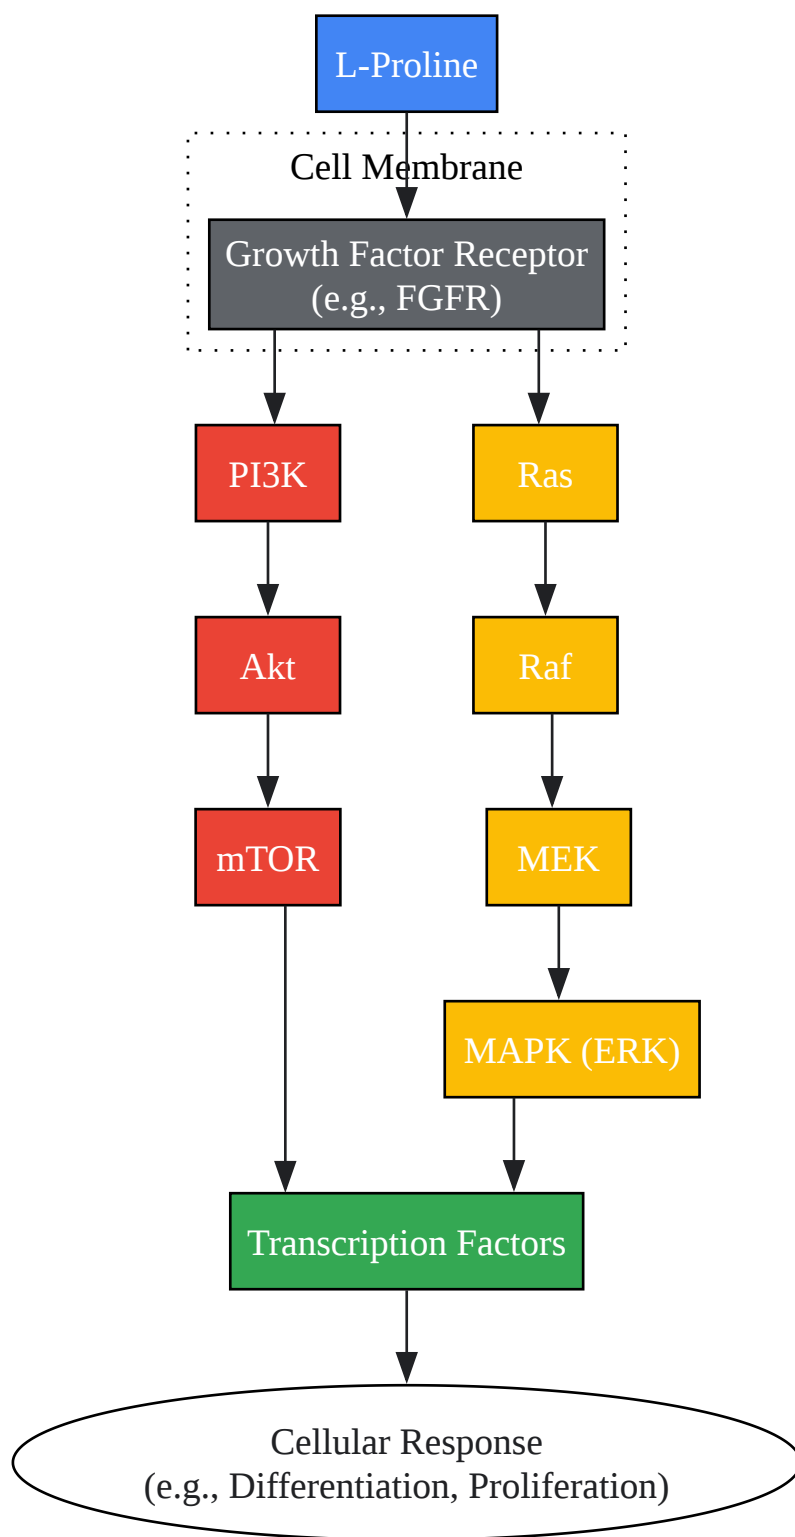 L-Proline
Cell Membrane
Growth Factor Receptor
(e.g., FGFR)
PI3K
Ras
Akt
Raf
mTOR
MEK
MAPK (ERK)
Transcription Factors
Cellular Response
(e.g., Differentiation, Proliferation)